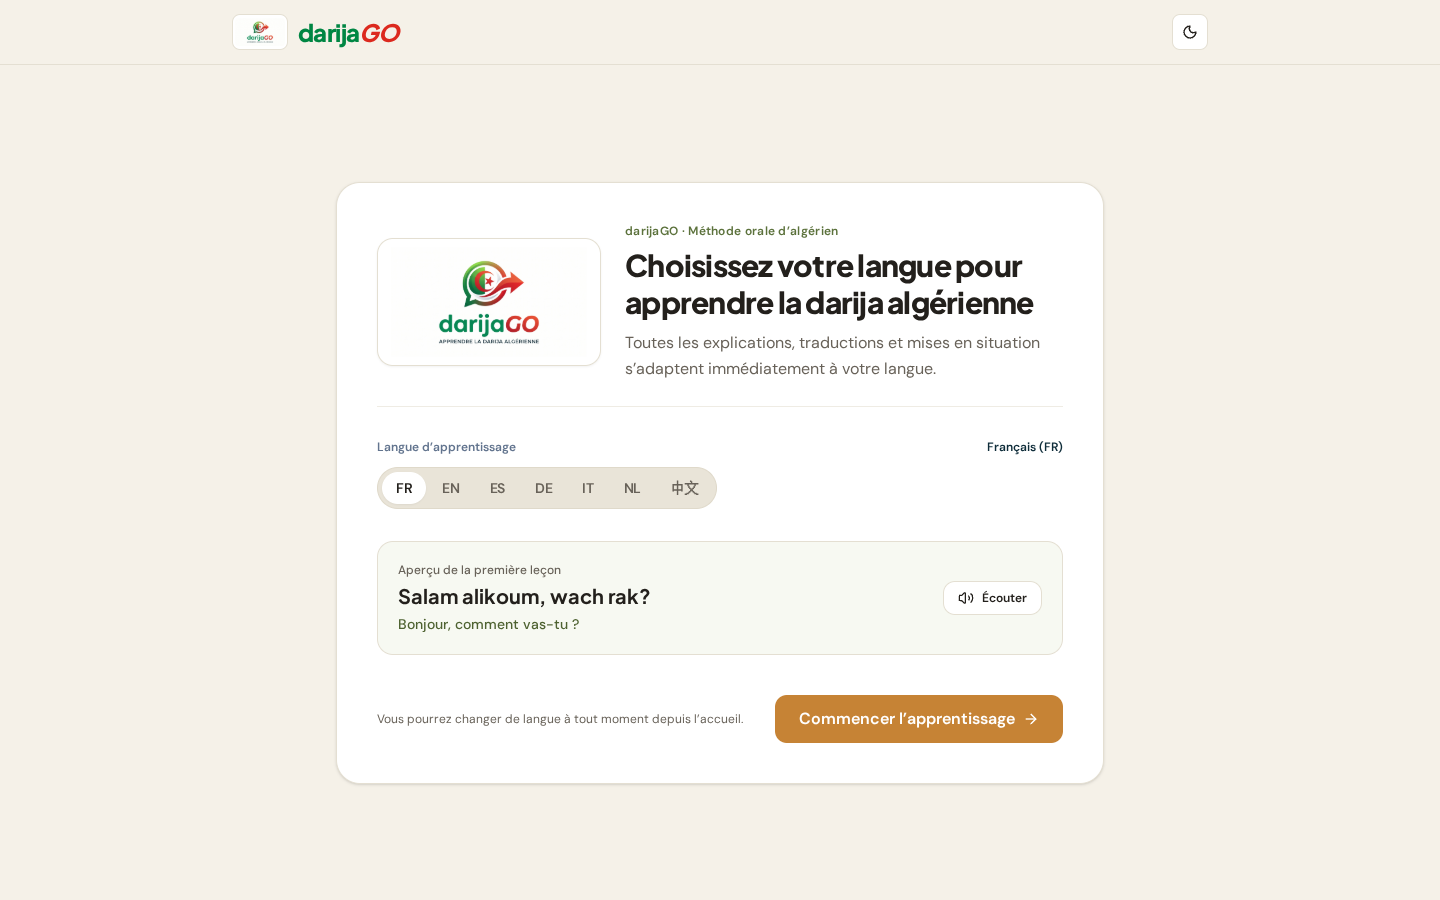 darijaGO
darijaGO
darijaGO · Méthode orale d’algérien
Choisissez votre langue pour
apprendre la darija algérienne
Toutes les explications, traductions et mises en situation
s’adaptent immédiatement à votre langue.
darijaGO
APPRENDRE LA DARIJA ALGÉRIENNE
Langue d’apprentissage
Français (FR)
FR EN ES DE IT NL 中文
Aperçu de la première leçon
Salam alikoum, wach rak?
Bonjour, comment vas-tu ?
Écouter
Vous pourrez changer de langue à tout moment depuis l’accueil.
Commencer l’apprentissage